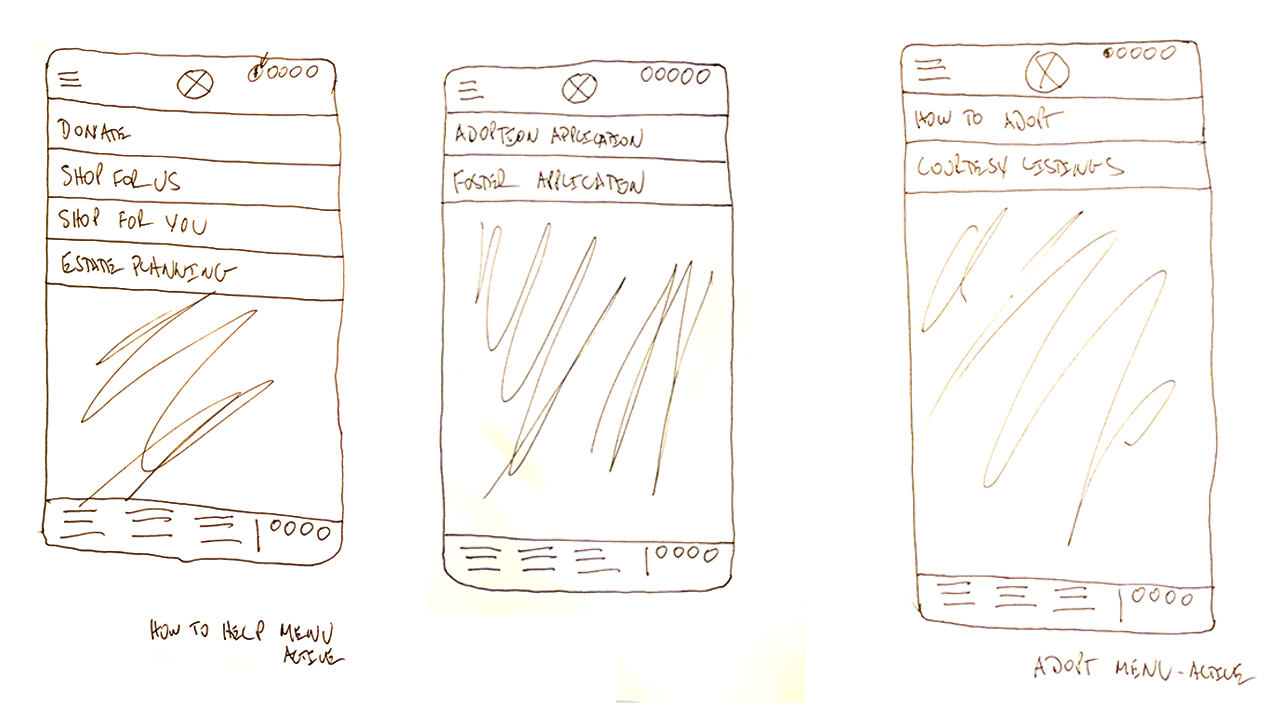 DONATE
SHOP FOR US
SHOP FOR YOU
ESTATE PLANNING
HOW TO HELP MENU
ACTIVE
ADOPTION APPLICATION
FOSTER APPLICATION
HOW TO ADOPT
COURTESY LISTINGS
ADOPT MENU-ACTIVE